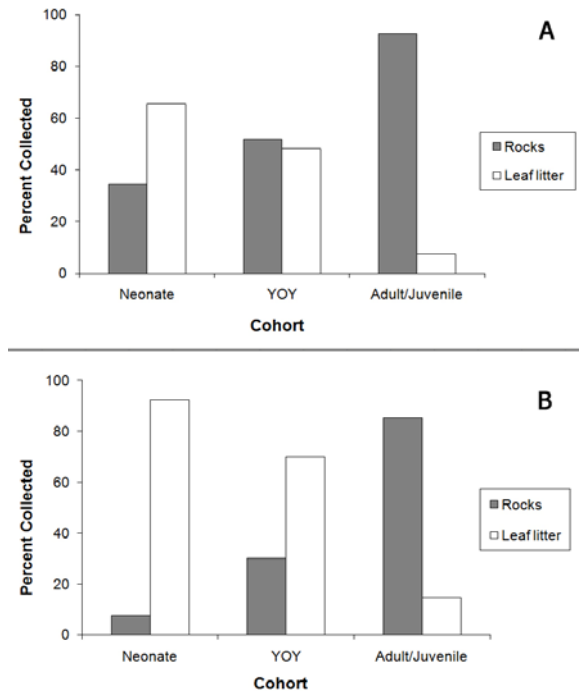 A
100
80
60
40
20
0
Percent Collected
Rocks
Leaf litter
Neonate YOY Adult/Juvenile
Cohort
B
100
80
60
40
20
0
Percent Collected
Rocks
Leaf litter
Neonate YOY Adult/Juvenile
Cohort